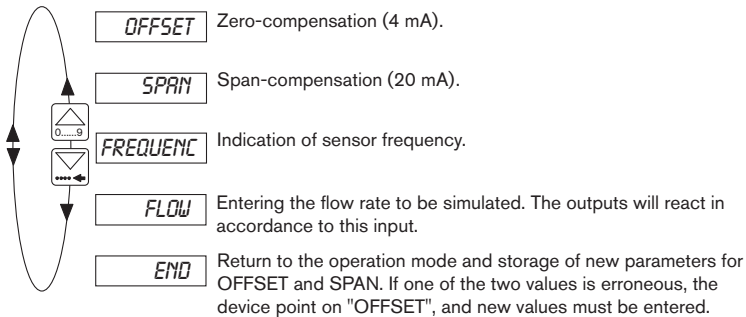 OFFSET Zero-compensation (4 mA).
SPAN Span-compensation (20 mA).
0......9
FREQUENC Indication of sensor frequency.
FLOW Entering the flow rate to be simulated. The outputs will react in
accordance to this input.
END Return to the operation mode and storage of new parameters for
OFFSET and SPAN. If one of the two values is erroneous, the
device point on "OFFSET", and new values must be entered.